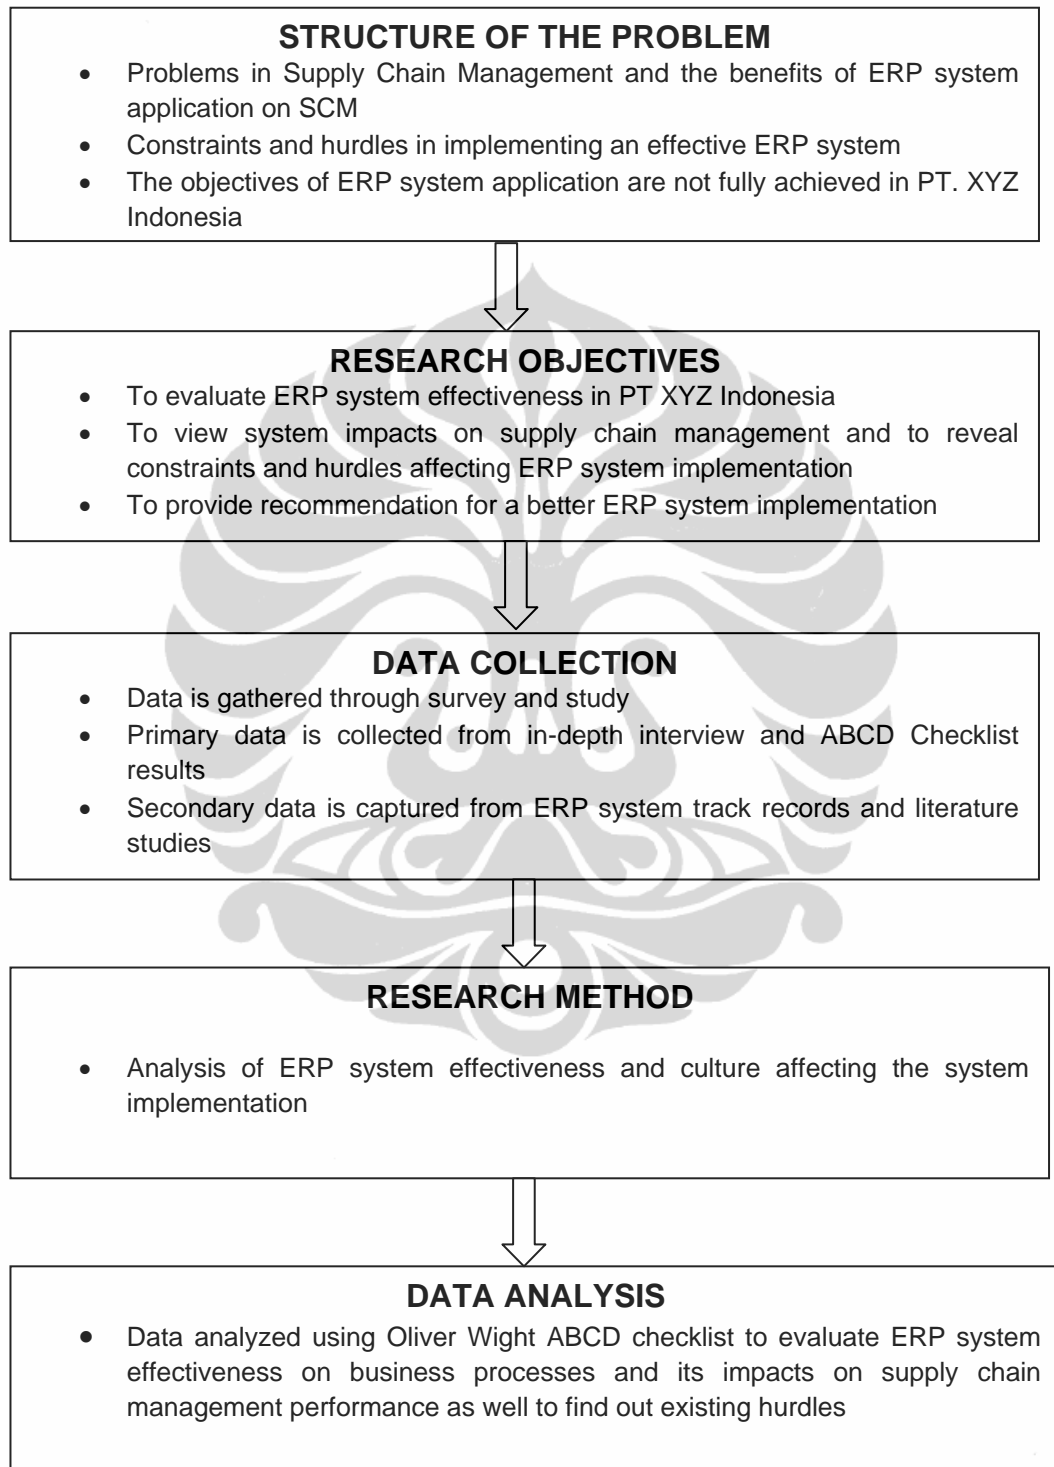 STRUCTURE OF THE PROBLEM
• Problems in Supply Chain Management and the benefits of ERP system
application on SCM
• Constraints and hurdles in implementing an effective ERP system
• The objectives of ERP system application are not fully achieved in PT. XYZ
Indonesia
RESEARCH OBJECTIVES
• To evaluate ERP system effectiveness in PT XYZ Indonesia
• To view system impacts on supply chain management and to reveal
constraints and hurdles affecting ERP system implementation
• To provide recommendation for a better ERP system implementation
DATA COLLECTION
• Data is gathered through survey and study
• Primary data is collected from in-depth interview and ABCD Checklist
results
• Secondary data is captured from ERP system track records and literature
studies
RESEARCH METHOD
• Analysis of ERP system effectiveness and culture affecting the system
implementation
DATA ANALYSIS
• Data analyzed using Oliver Wight ABCD checklist to evaluate ERP system
effectiveness on business processes and its impacts on supply chain
management performance as well to find out existing hurdles